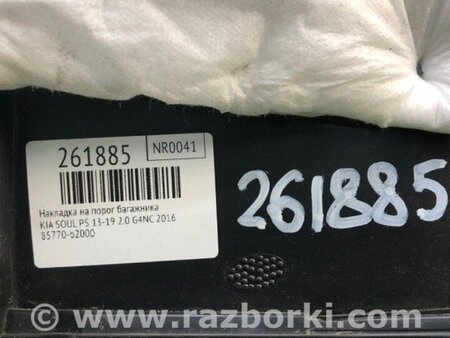 261885
NR0041
Накладка на порог багажника
KIA SOUL PS 13-19 2.0 G4NC 2016
85770-b2000
261885
www.razborki.com